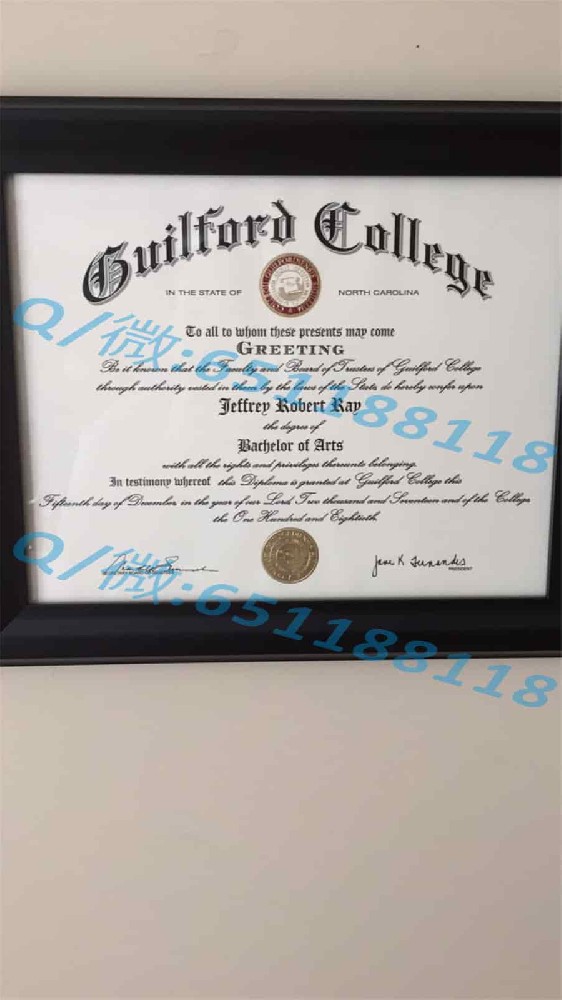 Guilford College
IN THE STATE OF NORTH CAROLINA
To all to whom these presents may come
GREETING
Be it known that the Faculty and Board of Trustees of Guilford College
through authority vested in them by the laws of the State do hereby confer upon
Jeffrey Robert Ray
the degree of
Bachelor of Arts
with all the rights and privileges thereunto belonging.
In testimony whereof this Diploma is granted at Guilford College this
Fifteenth day of December, in the year of our Lord Two thousand and Seventeen and of the College
the One Hundred and Eightieth.
Jane K Fernandes
PRESIDENT
Q/微:651188118
Q/微:651188118